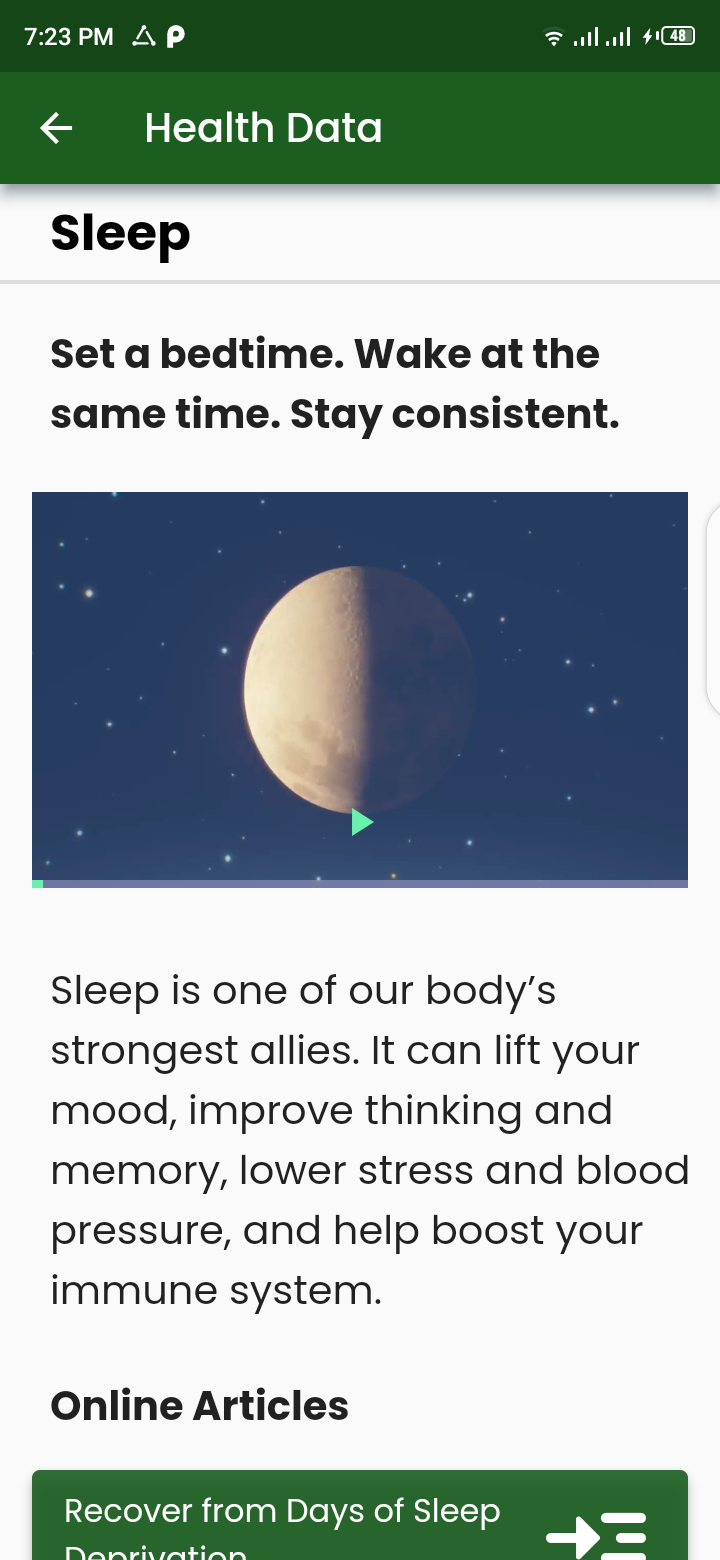 7:23 PM
48
Health Data
Sleep
Set a bedtime. Wake at the
same time. Stay consistent.
Sleep is one of our body’s
strongest allies. It can lift your
mood, improve thinking and
memory, lower stress and blood
pressure, and help boost your
immune system.
Online Articles
Recover from Days of Sleep
Deprivation